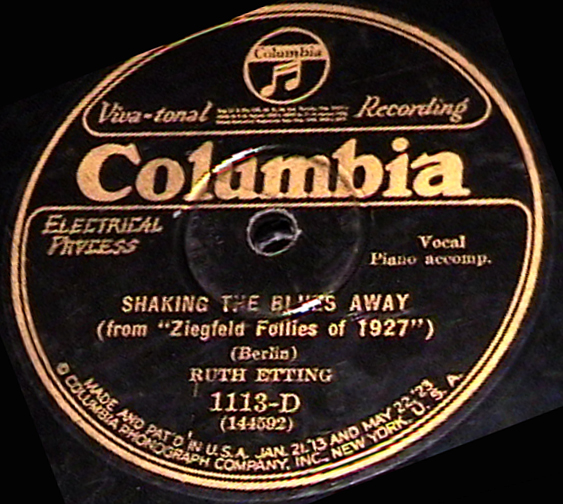 Columbia
Viva-tonal Recording
Columbia
ELECTRICAL
PROCESS
Vocal
Piano accomp.
SHAKING THE BLUES AWAY
(from "Ziegfeld Follies of 1927")
(Berlin)
RUTH ETTING
1113-D
(144592)
MADE AND PAT'D IN U.S.A. JAN. 21, '13 AND MAY 22, '23
© COLUMBIA PHONOGRAPH COMPANY, INC., NEW YORK, U. S. A.